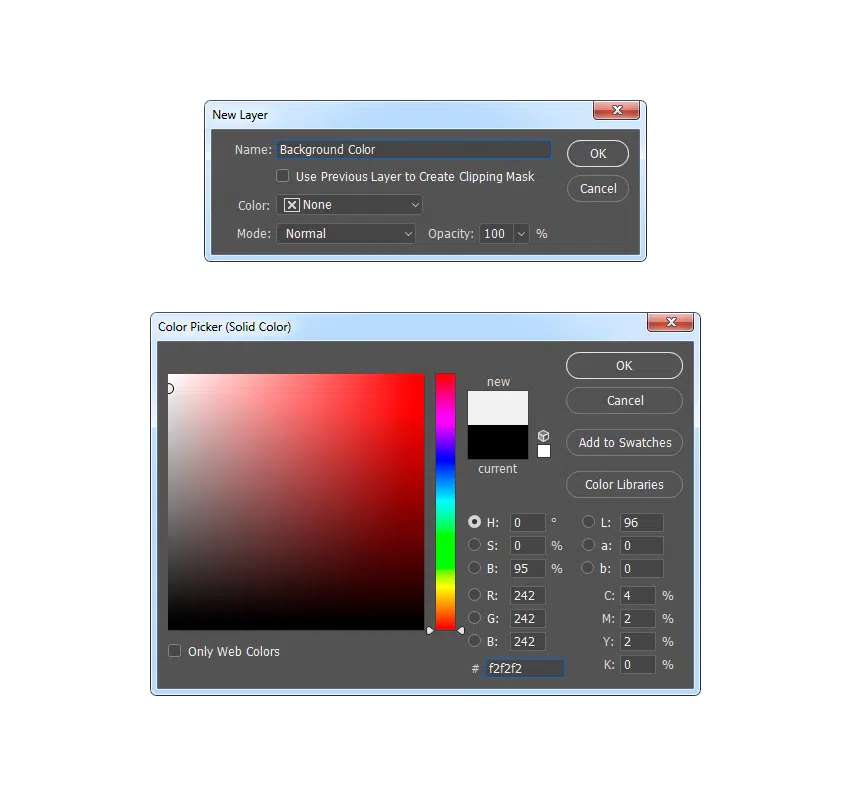 New Layer
Name: Background Color
OK
Use Previous Layer to Create Clipping Mask
Cancel
Color: None
Mode: Normal Opacity: 100 %
Color Picker (Solid Color)
OK
new
Cancel
Add to Swatches
current
Color Libraries
H: 0 ° L: 96
S: 0 % a: 0
B: 95 % b: 0
R: 242 C: 4 %
G: 242 M: 2 %
B: 242 Y: 2 %
Only Web Colors
# f2f2f2 K: 0 %